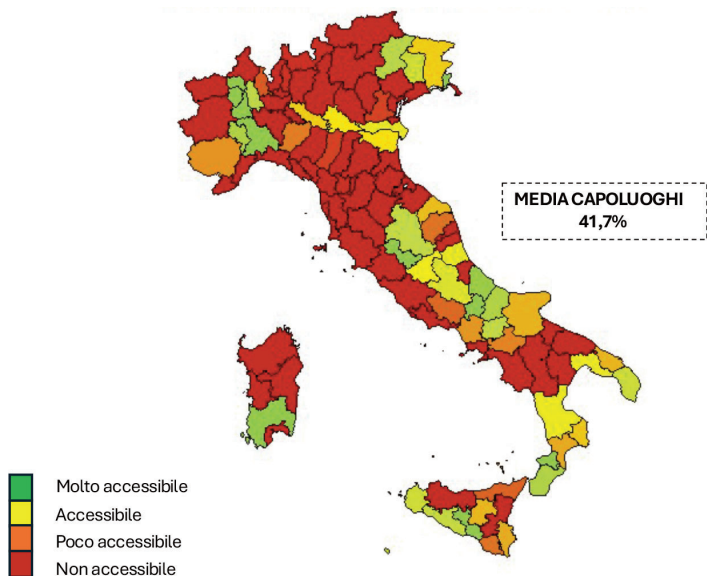 MEDIA CAPOLUOGHI
41,7%
Molto accessibile
Accessibile
Poco accessibile
Non accessibile